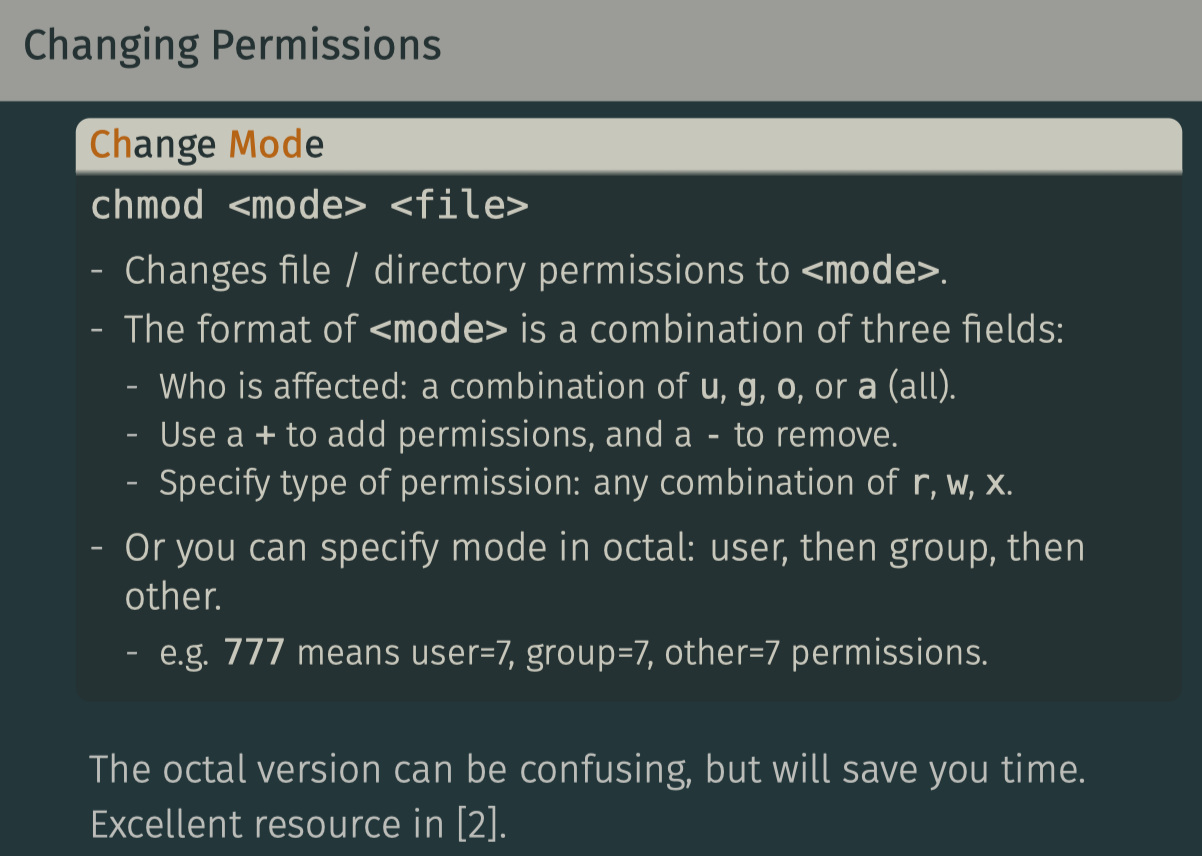 Changing Permissions
Change Mode
chmod <mode> <file>
- Changes file / directory permissions to <mode>.
- The format of <mode> is a combination of three fields:
- Who is affected: a combination of u, g, o, or a (all).
- Use a + to add permissions, and a - to remove.
- Specify type of permission: any combination of r, w, x.
- Or you can specify mode in octal: user, then group, then
other.
- e.g. 777 means user=7, group=7, other=7 permissions.
The octal version can be confusing, but will save you time.
Excellent resource in [2].